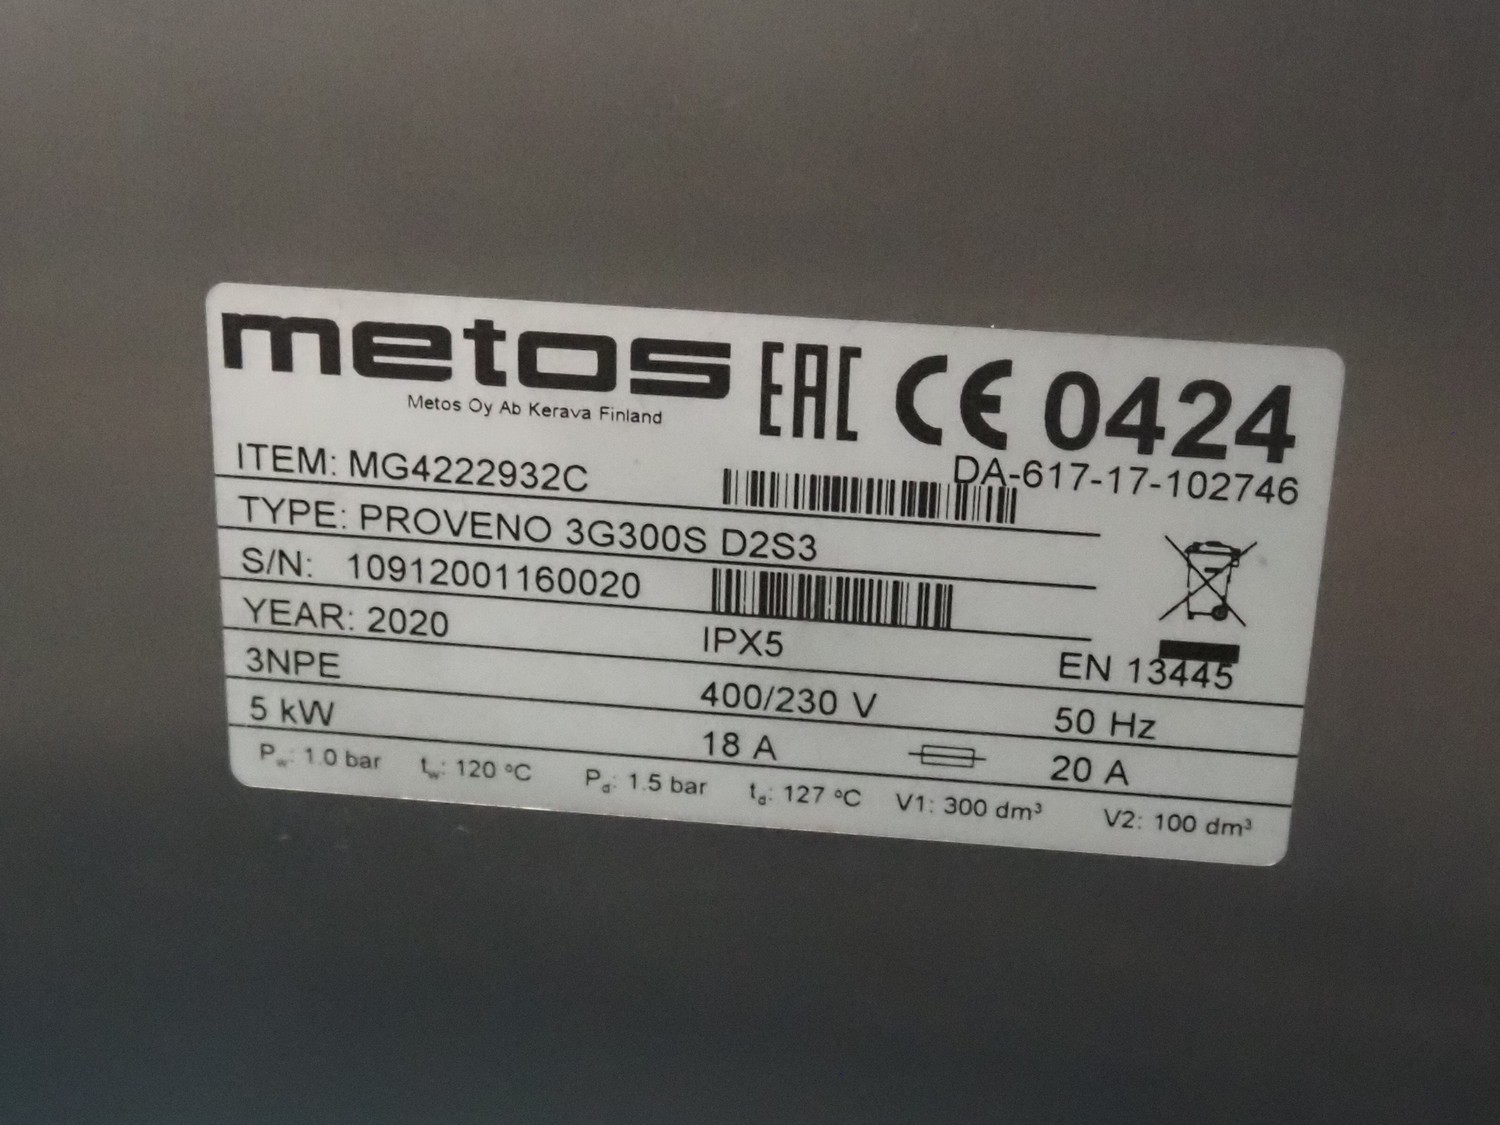 metos EAC CE 0424
Metos Oy Ab Kerava Finland
DA-617-17-102746
ITEM: MG4222932C
TYPE: PROVENO 3G300S D2S3
S/N: 10912001160020
YEAR: 2020 IPX5 EN 13445
3NPE 400/230 V 50 Hz
5 kW 18 A 20 A
Pw: 1.0 bar tw: 120 °C Pd: 1.5 bar td: 127 °C V1: 300 dm³ V2: 100 dm³